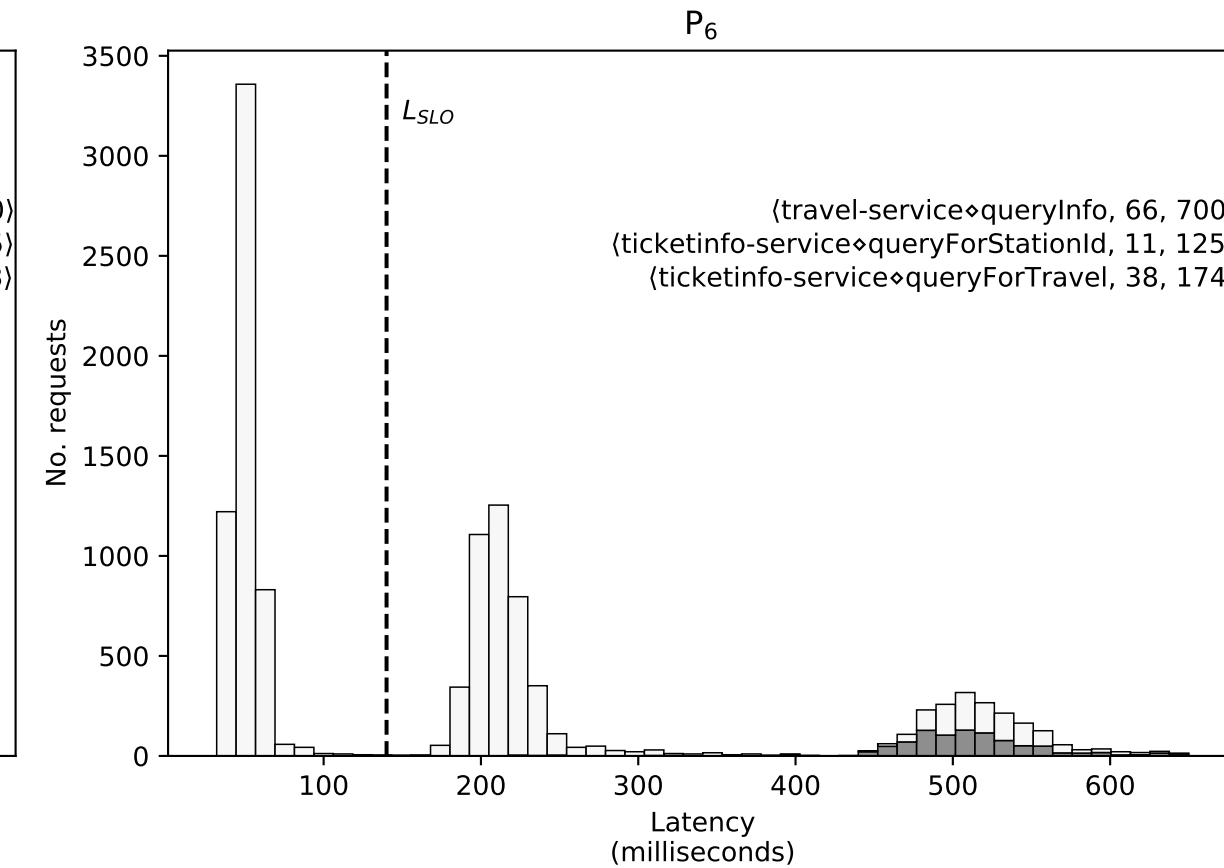 P6
3500
3000
2500
2000
1500
1000
500
0
No. requests
LSLO
⟨travel-service⋄queryInfo, 66, 700
⟨ticketinfo-service⋄queryForStationId, 11, 125
⟨ticketinfo-service⋄queryForTravel, 38, 174
100 200 300 400 500 600
Latency
(milliseconds)